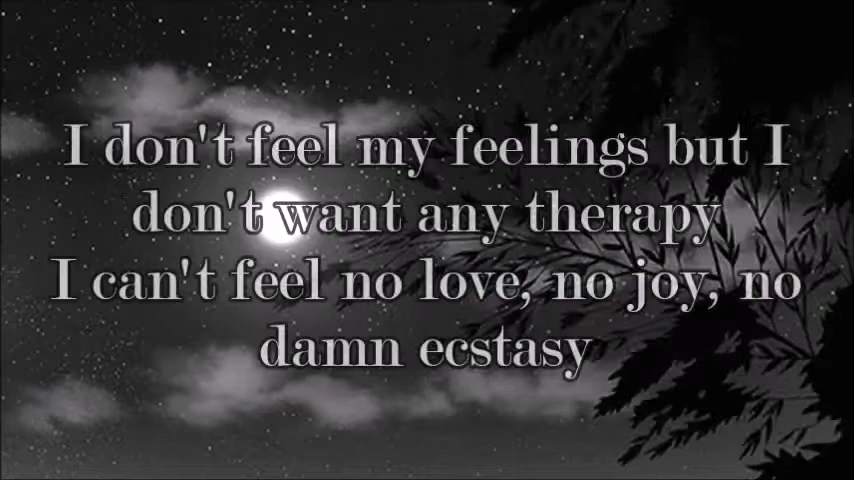 I don't feel my feelings but I
don't want any therapy
I can't feel no love, no joy, no
damn ecstasy